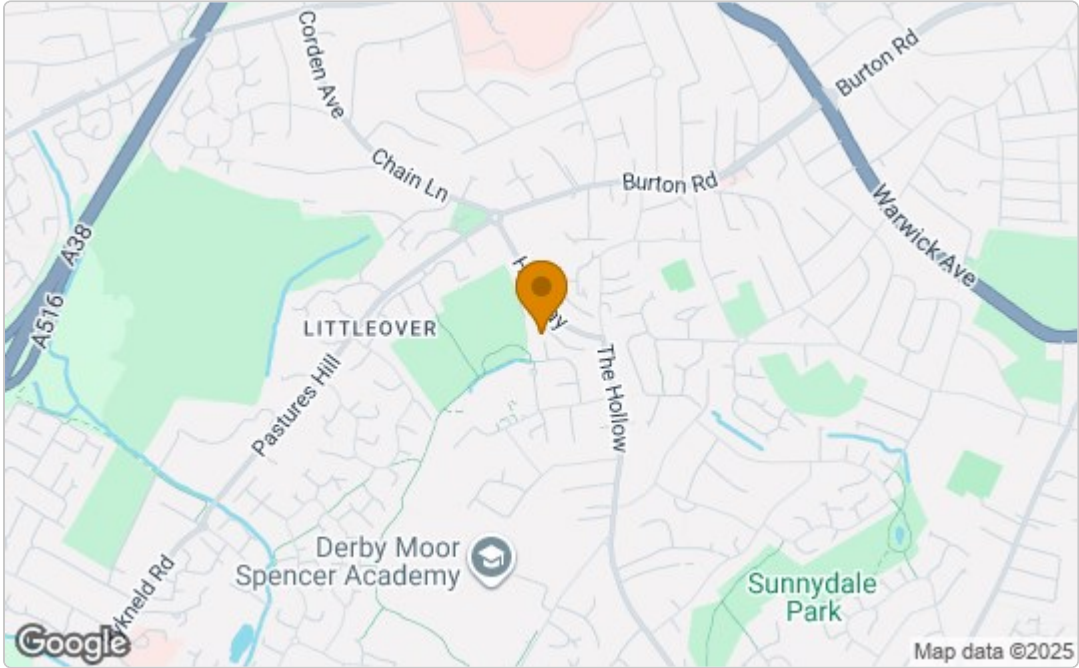 Corden Ave
Burton Rd
Chain Ln
Burton Rd
Warwick Ave
A38
A516
LITTLEOVER
Pastures Hill
The Hollow
Derby Moor
Spencer Academy
Sunnydale
Park
Google
Map data ©2025